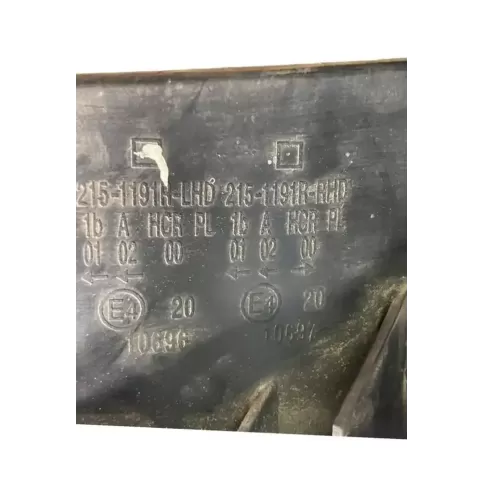 215-1191R-LHD 215-1191R-RHD
1b A HCR PL 1b A HCR PL
01 02 00 01 02 00
E4 20 E4 20
10696 10687